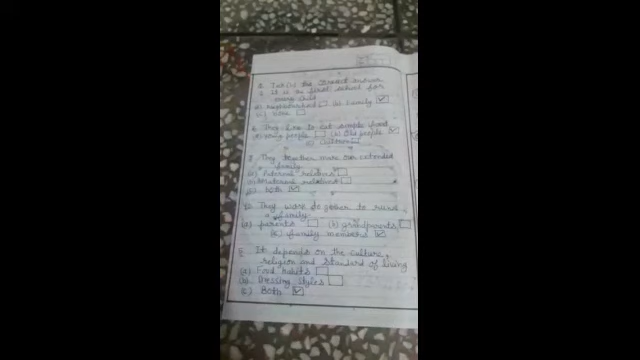 Tick (✓) the correct answer
1. It is the first school for
every child
(a) neighbourhood ☐ (b) Family ☑
(c) ☐
They like to eat simple food
(a) young people ☐ (b) Old people ☑
(c) children ☐
They together make our extended
family.
(a) Paternal relatives ☐
(b) Maternal relatives ☐
(c) both ☑
They work together to run
a family.
(a) parents ☐ (b) grandparents ☐
(c) family members ☑
It depends on the culture,
religion and standard of living
(a) Food habits ☐
(b) Dressing styles ☐
(c) Both ☑